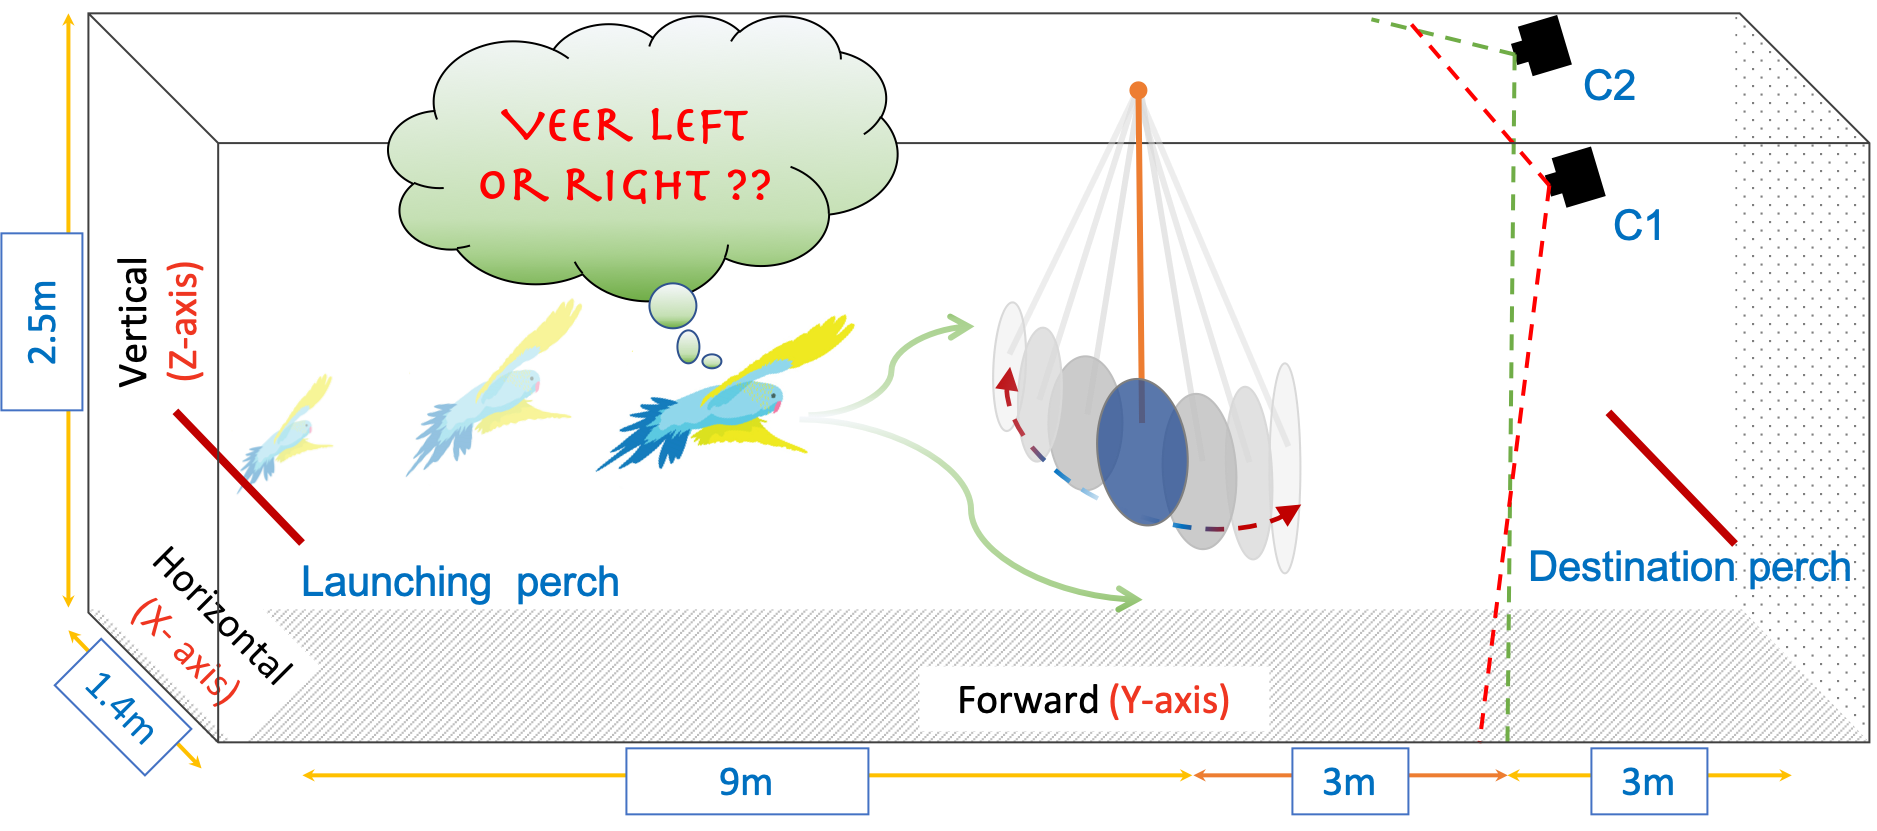 VEER LEFT
OR RIGHT ??
C2
C1
2.5m
Vertical
(Z-axis)
Launching perch
Destination perch
Horizontal
(X- axis)
1.4m
Forward (Y-axis)
9m
3m
3m